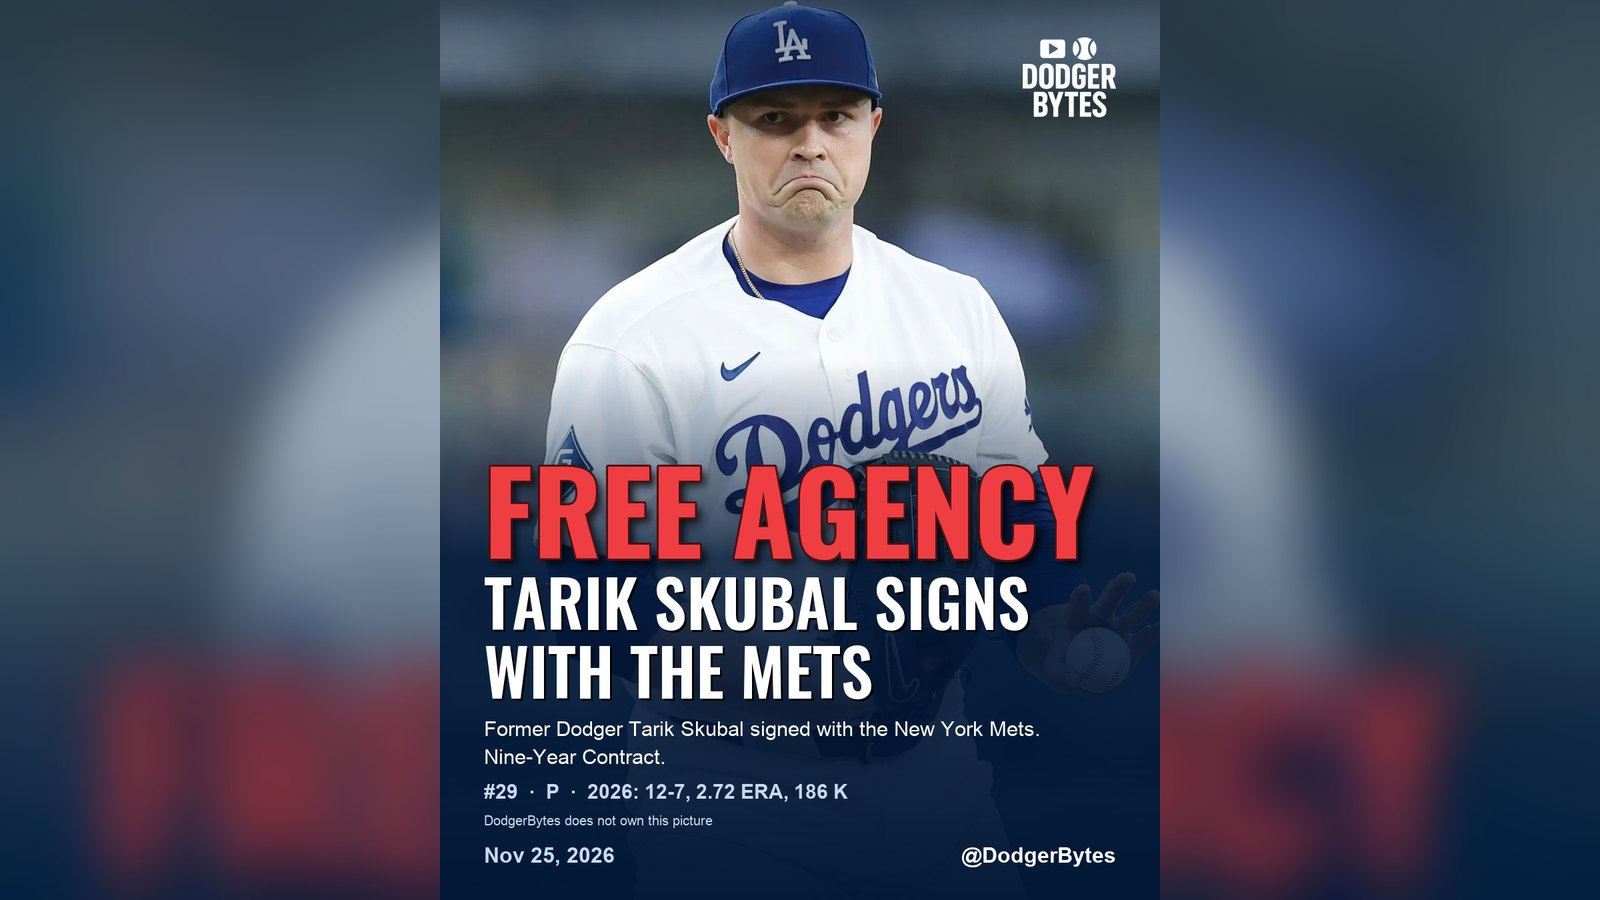 LA
DODGER
BYTES
Dodgers
FREE AGENCY
TARIK SKUBAL SIGNS
WITH THE METS
Former Dodger Tarik Skubal signed with the New York Mets.
Nine-Year Contract.
#29 · P · 2026: 12-7, 2.72 ERA, 186 K
DodgerBytes does not own this picture
Nov 25, 2026
@DodgerBytes